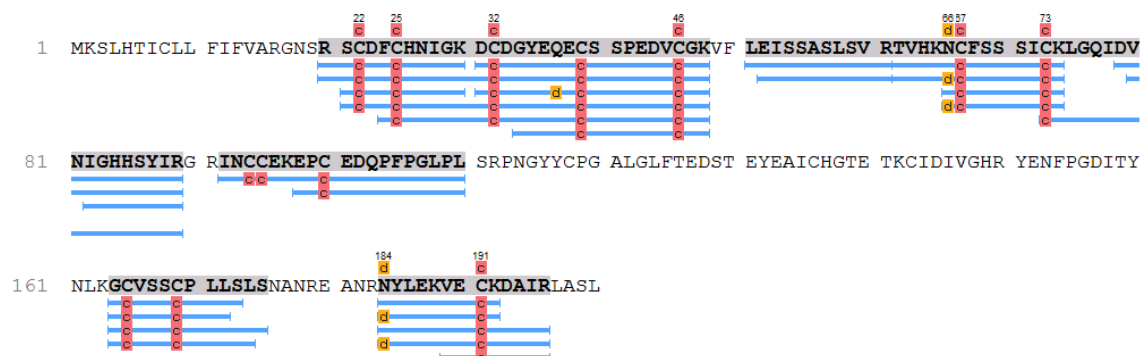 22 25 32 46 66 67 73
c c c c d c c
1 MKSLHTICLL FIFVARGNSR SCDFCHNIGK DCDGYEQECS SPEDVCGKVF LEISSASLSV RTVHKNCFSS SICKLGQIDV
c c c c c c c
c c c c c d c c
c c c d c c c c
c c c c c d c c
c c c c c
c c
81 NIGHHSYIRG RINCCEKEPC EDQPFPGLPL SRPNGYYCPG ALGLFTEDST EYEAICHGTE TKCIDIVGHR YENFPGDITY
c c c
c
184 191
d c
161 NLKGCVSSCP LLSLSNANRE ANRNYLEKVE CKDAIRLASL
c c c
c c d c
c c c
c c d c
c